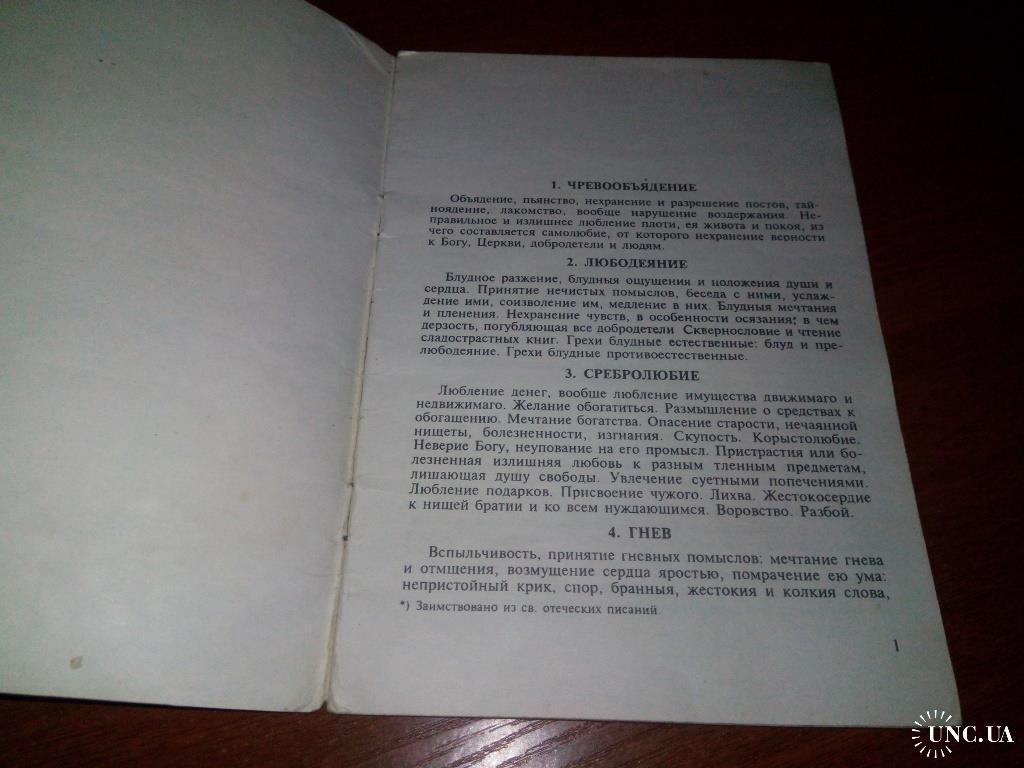 1. ЧРЕВООБЪЯДЕНИЕ
Объядение, пьянство, нехранение и разрешение постов, тай-
ноядение, лакомство, вообще нарушение воздержания. Не-
правильное и излишнее любление плоти, ея живота и покоя, из
чего составляется самолюбие, от которого нехранение верности
к Богу, Церкви, добродетели и людям.
2. ЛЮБОДЕЯНИЕ
Блудное разжение, блудныя ощущения и положения души и
сердца. Принятие нечистых помыслов, беседа с ними, услаж-
дение ими, соизволение им, медление в них. Блудныя мечтания
и пленения. Нехранение чувств, в особенности осязания; в чем
дерзость, погубляющая все добродетели Сквернословие и чтение
сладострастных книг. Грехи блудные естественные: блуд и пре-
любодеяние. Грехи блудные противоестественные.
3. СРЕБРОЛЮБИЕ
Любление денег, вообще любление имущества движимаго и
недвижимаго. Желание обогатиться. Размышление о средствах к
обогащению. Мечтание богатства. Опасение старости, нечаянной
нищеты, болезненности, изгнания. Скупость. Корыстолюбие.
Неверие Богу, неупование на его промысл. Пристрастия или бо-
лезненная излишняя любовь к разным тленным предметам,
лишающая душу свободы. Увлечение суетными попечениями.
Любление подарков. Присвоение чужого. Лихва. Жестокосердие
к нищей братии и ко всем нуждающимся. Воровство. Разбой.
4. ГНЕВ
Вспыльчивость, принятие гневных помыслов: мечтание гнева
и отмщения, возмущение сердца яростью, помрачение ею ума:
непристойный крик, спор, бранныя, жестокия и колкия слова,
*) Заимствовано из св. отеческих писаний.
1
UNC.UA